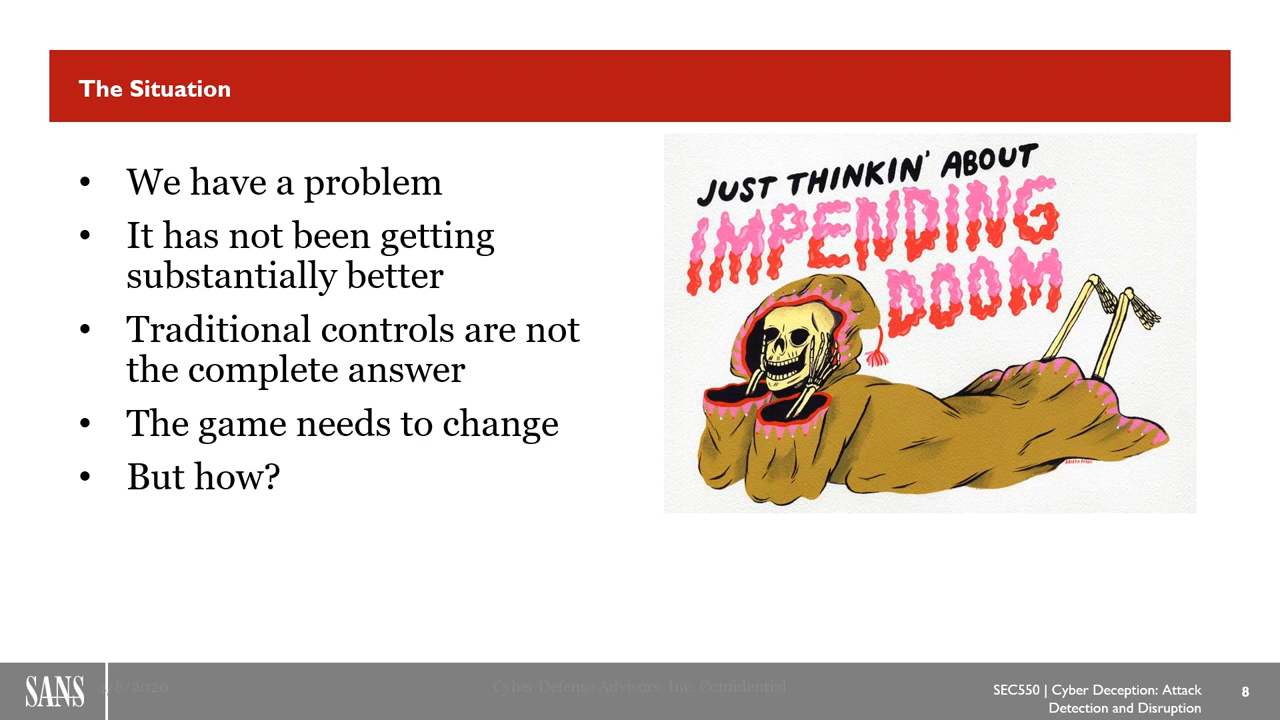 The Situation
• We have a problem
• It has not been getting
substantially better
• Traditional controls are not
the complete answer
• The game needs to change
• But how?
JUST THINKIN' ABOUT
IMPENDING
DOOM
SANS
/8/2020
Cyber Defense Advisors, Inc. Confidential
SEC550 | Cyber Deception: Attack
Detection and Disruption
8